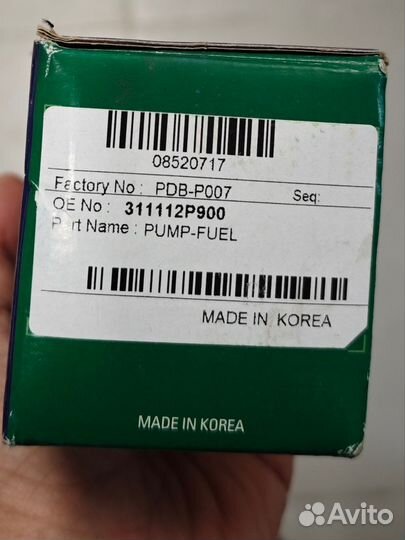 08520717
Factory No : PDB-P007 Seq:
OE No : 311112P900
Part Name : PUMP-FUEL
MADE IN KOREA
MADE IN KOREA
Avito